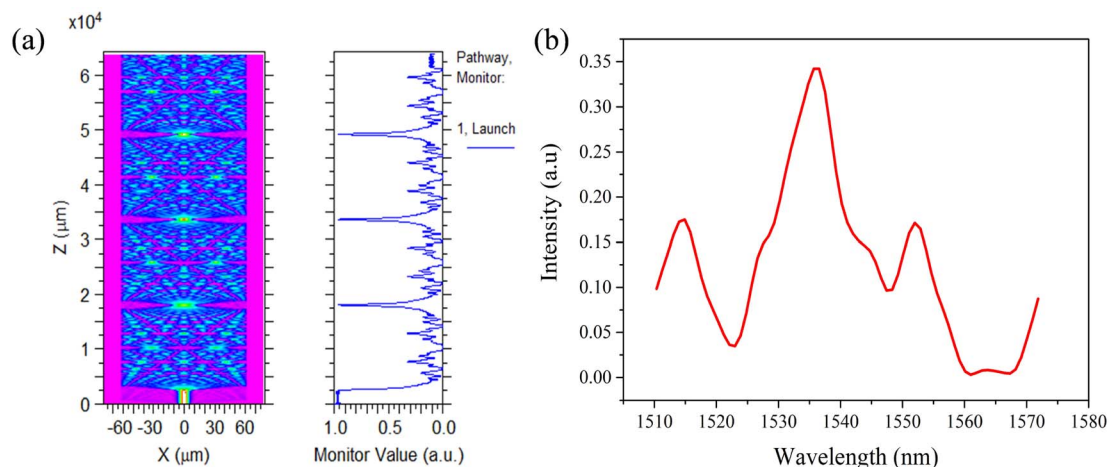 (a)
x10⁴
6
5
4
3
2
1
0
Z (μm)
-60 -30 0 30 60
X (μm)
1.0 0.5 0.0
Monitor Value (a.u.)
Pathway,
Monitor:
1, Launch
(b)
0.35
0.30
0.25
0.20
0.15
0.10
0.05
0.00
Intensity (a.u)
1510 1520 1530 1540 1550 1560 1570 1580
Wavelength (nm)